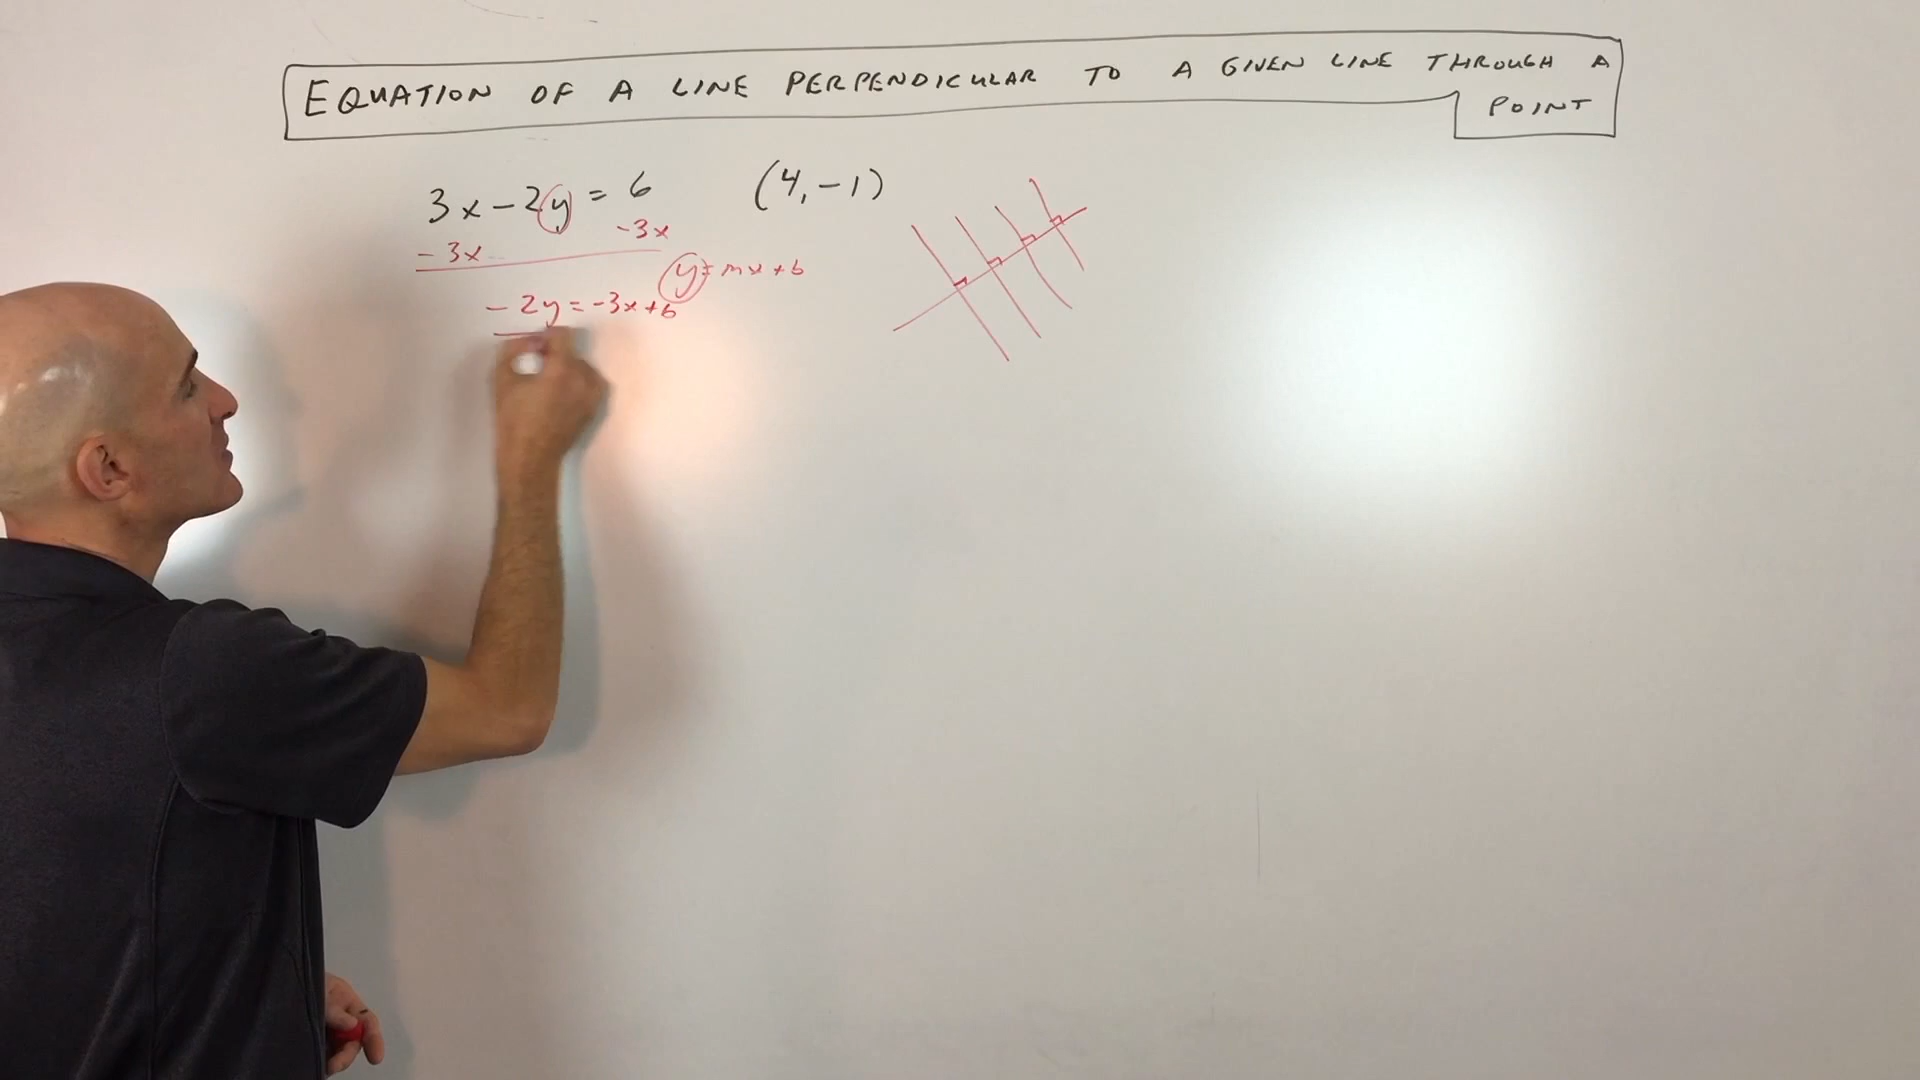 EQUATION OF A LINE PERPENDICULAR TO A GIVEN LINE THROUGH A
POINT
3x-2y = 6 (4,-1)
-3x -3x
y=mx+b
-2y=-3x+6